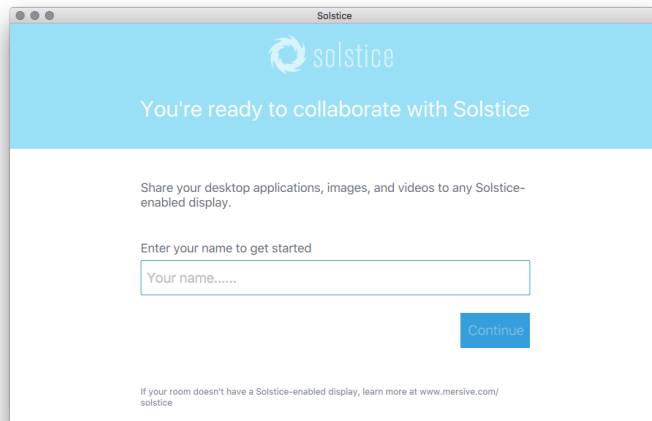 Solstice
solstice
You're ready to collaborate with Solstice
Share your desktop applications, images, and videos to any Solstice-
enabled display.
Enter your name to get started
Your name......
Continue
If your room doesn't have a Solstice-enabled display, learn more at www.mersive.com/
solstice